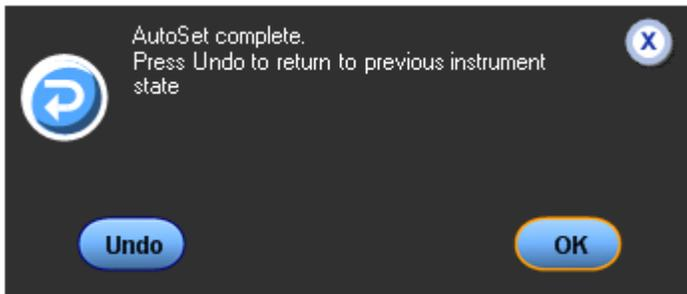 AutoSet complete.
Press Undo to return to previous instrument
state
X
Undo
OK